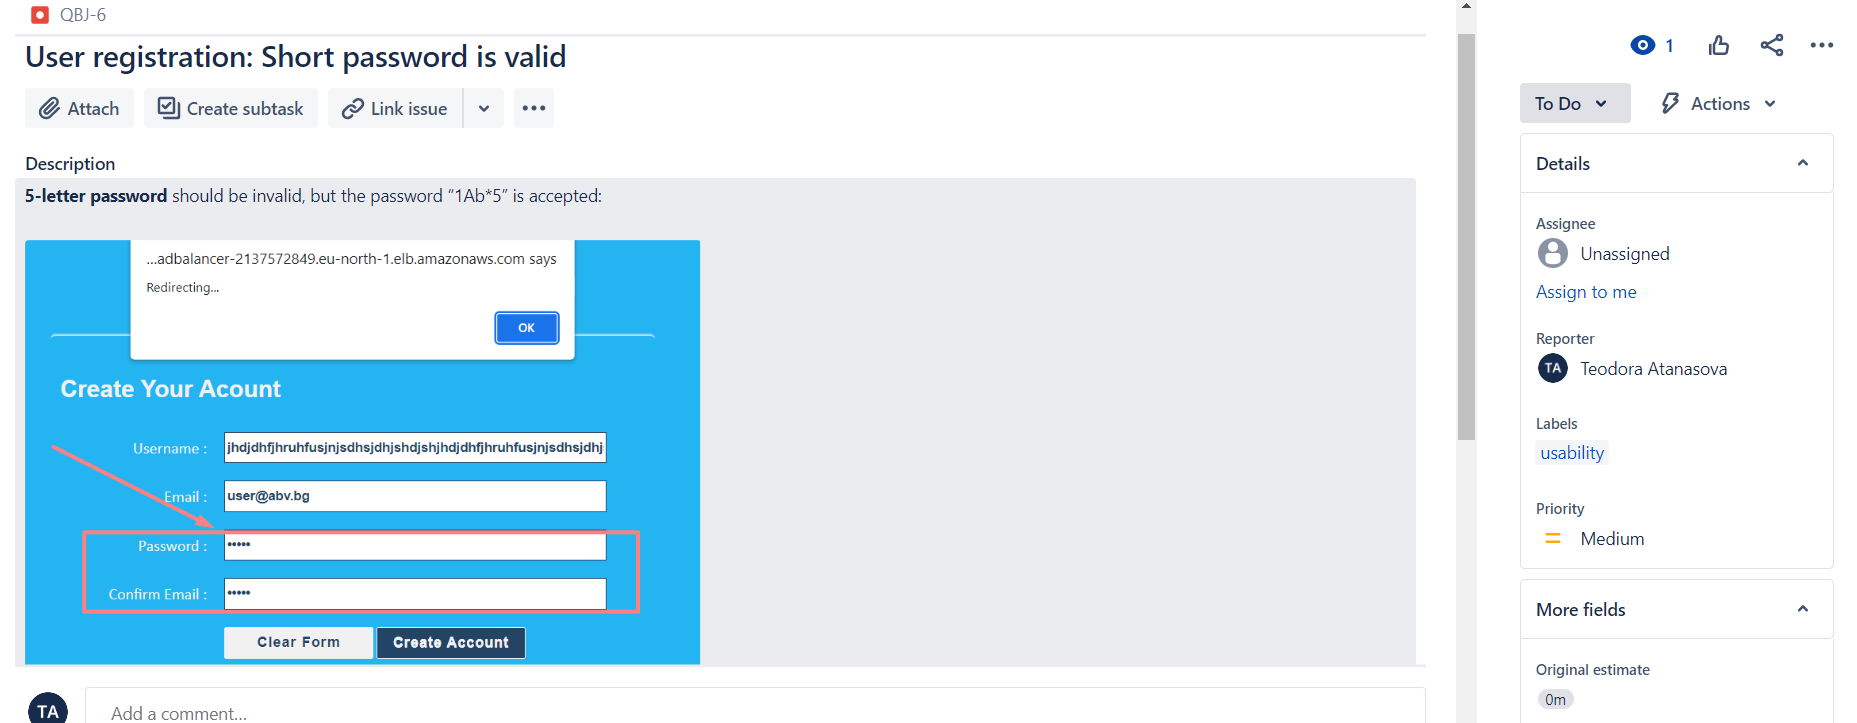 QBJ-6
User registration: Short password is valid
Attach
Create subtask
Link issue
Description
5-letter password should be invalid, but the password “1Ab*5” is accepted:
...adbalancer-2137572849.eu-north-1.elb.amazonaws.com says
Redirecting...
OK
Create Your Acount
Username :
jhdjdhfjhruhfusjnjsdhsjdhjshdjshjhdjdhfjhruhfusjnjsdhsjdhj
Email :
user@abv.bg
Password :
•••••
Confirm Email :
•••••
Clear Form
Create Account
TA
Add a comment...
1
To Do
Actions
Details
Assignee
Unassigned
Assign to me
Reporter
TA
Teodora Atanasova
Labels
usability
Priority
Medium
More fields
Original estimate
0m